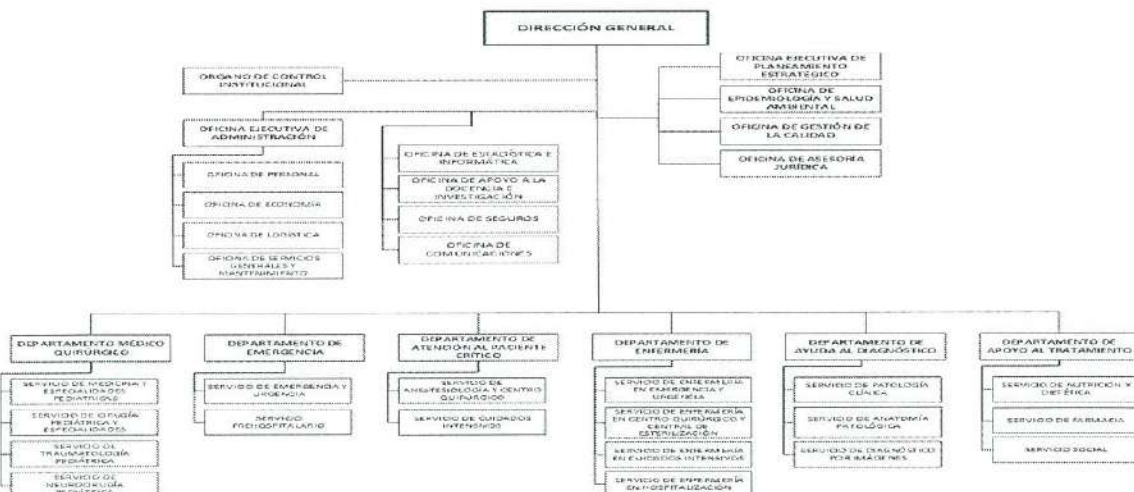 DIRECCIÓN GENERAL
ÓRGANO DE CONTROL
INSTITUCIONAL
OFICINA EJECUTIVA DE
PLANEAMIENTO
ESTRATÉGICO
OFICINA DE
EPIDEMIOLOGÍA Y SALUD
AMBIENTAL
OFICINA DE GESTIÓN DE
LA CALIDAD
OFICINA DE ASESORÍA
JURÍDICA
OFICINA EJECUTIVA DE
ADMINISTRACIÓN
OFICINA DE PERSONAL
OFICINA DE ECONOMÍA
OFICINA DE LOGÍSTICA
OFICINA DE SERVICIOS
GENERALES Y
MANTENIMIENTO
OFICINA DE ESTADÍSTICA E
INFORMÁTICA
OFICINA DE APOYO A LA
DOCENCIA E
INVESTIGACIÓN
OFICINA DE SEGUROS
OFICINA DE
COMUNICACIONES
DEPARTAMENTO MÉDICO
QUIRÚRGICO
SERVICIO DE MEDICINA Y
ESPECIALIDADES
PEDIÁTRICAS
SERVICIO DE CIRUGÍA
PEDIÁTRICA Y
ESPECIALIDADES
SERVICIO DE
TRAUMATOLOGÍA
PEDIÁTRICA
SERVICIO DE
NEUROCIRUGÍA
PEDIÁTRICA
DEPARTAMENTO DE
EMERGENCIA
SERVICIO DE EMERGENCIA Y
URGENCIA
SERVICIO
PREHOSPITALARIO
DEPARTAMENTO DE
ATENCIÓN AL PACIENTE
CRÍTICO
SERVICIO DE
ANESTESIOLOGÍA Y CENTRO
QUIRÚRGICO
SERVICIO DE CUIDADOS
INTENSIVOS
DEPARTAMENTO DE
ENFERMERÍA
SERVICIO DE ENFERMERÍA
EN EMERGENCIA Y
URGENCIA
SERVICIO DE ENFERMERÍA
EN CENTRO QUIRÚRGICO Y
CENTRAL DE
ESTERILIZACIÓN
SERVICIO DE ENFERMERÍA
EN CUIDADOS INTENSIVOS
SERVICIO DE ENFERMERÍA
EN HOSPITALIZACIÓN
DEPARTAMENTO DE
AYUDA AL DIAGNÓSTICO
SERVICIO DE PATOLOGÍA
CLÍNICA
SERVICIO DE ANATOMÍA
PATOLÓGICA
SERVICIO DE DIAGNÓSTICO
POR IMÁGENES
DEPARTAMENTO DE
APOYO AL TRATAMIENTO
SERVICIO DE NUTRICIÓN Y
DIETÉTICA
SERVICIO DE FARMACIA
SERVICIO SOCIAL